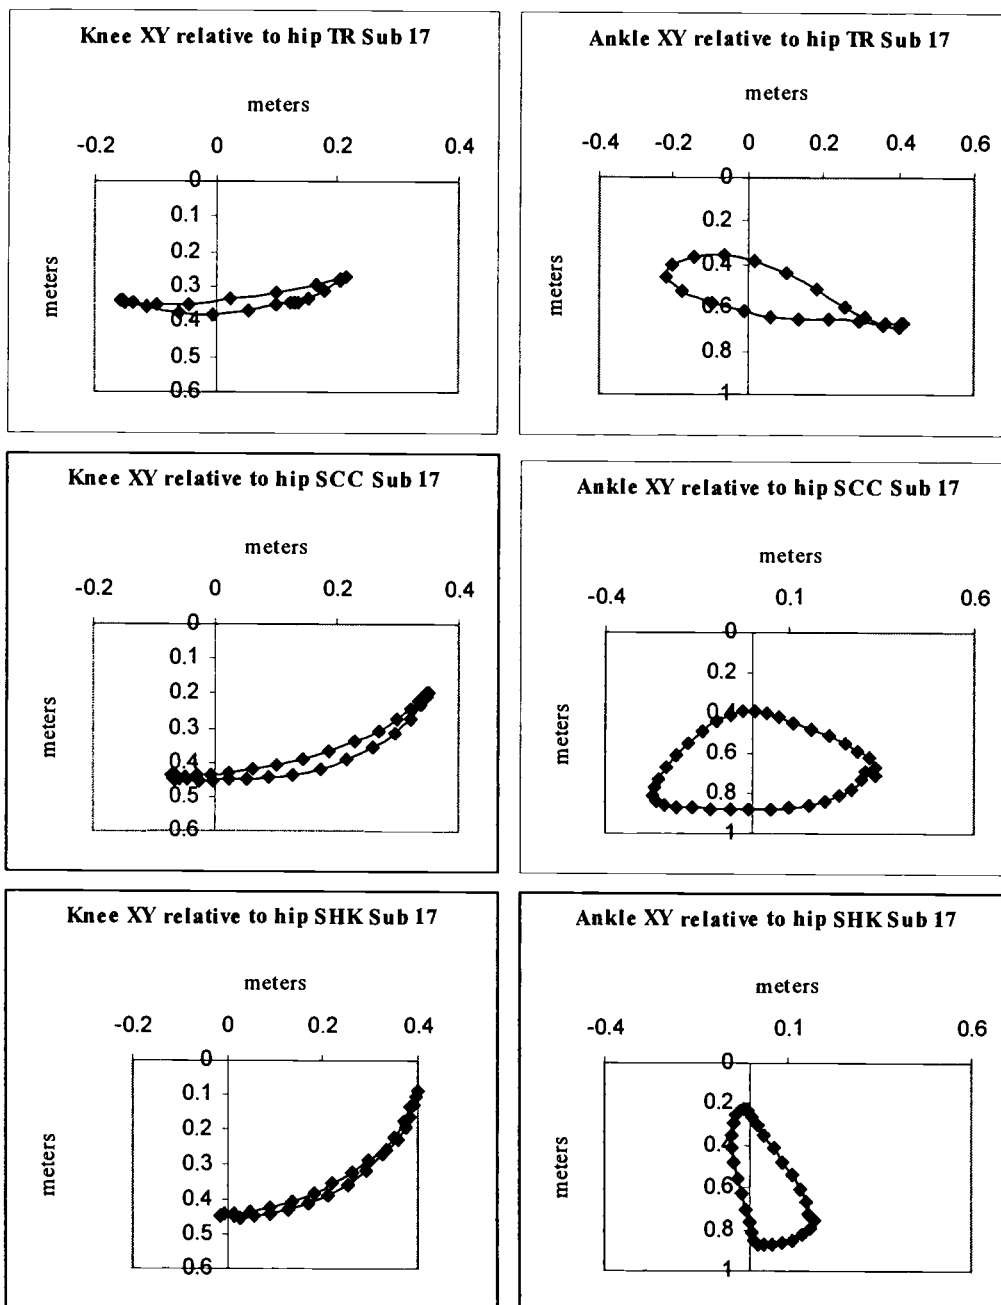 Knee XY relative to hip TR Sub 17
meters
-0.2 0 0.2 0.4
0
0.1
0.2
0.3
0.4
0.5
0.6
meters
Ankle XY relative to hip TR Sub 17
meters
-0.4 -0.2 0 0.2 0.4 0.6
0
0.2
0.4
0.6
0.8
1
meters
Knee XY relative to hip SCC Sub 17
meters
-0.2 0 0.2 0.4
0
0.1
0.2
0.3
0.4
0.5
0.6
meters
Ankle XY relative to hip SCC Sub 17
meters
-0.4 0.1 0.6
0
0.2
0.4
0.6
0.8
1
meters
Knee XY relative to hip SHK Sub 17
meters
-0.2 0 0.2 0.4
0
0.1
0.2
0.3
0.4
0.5
0.6
meters
Ankle XY relative to hip SHK Sub 17
meters
-0.4 0.1 0.6
0
0.2
0.4
0.6
0.8
1
meters